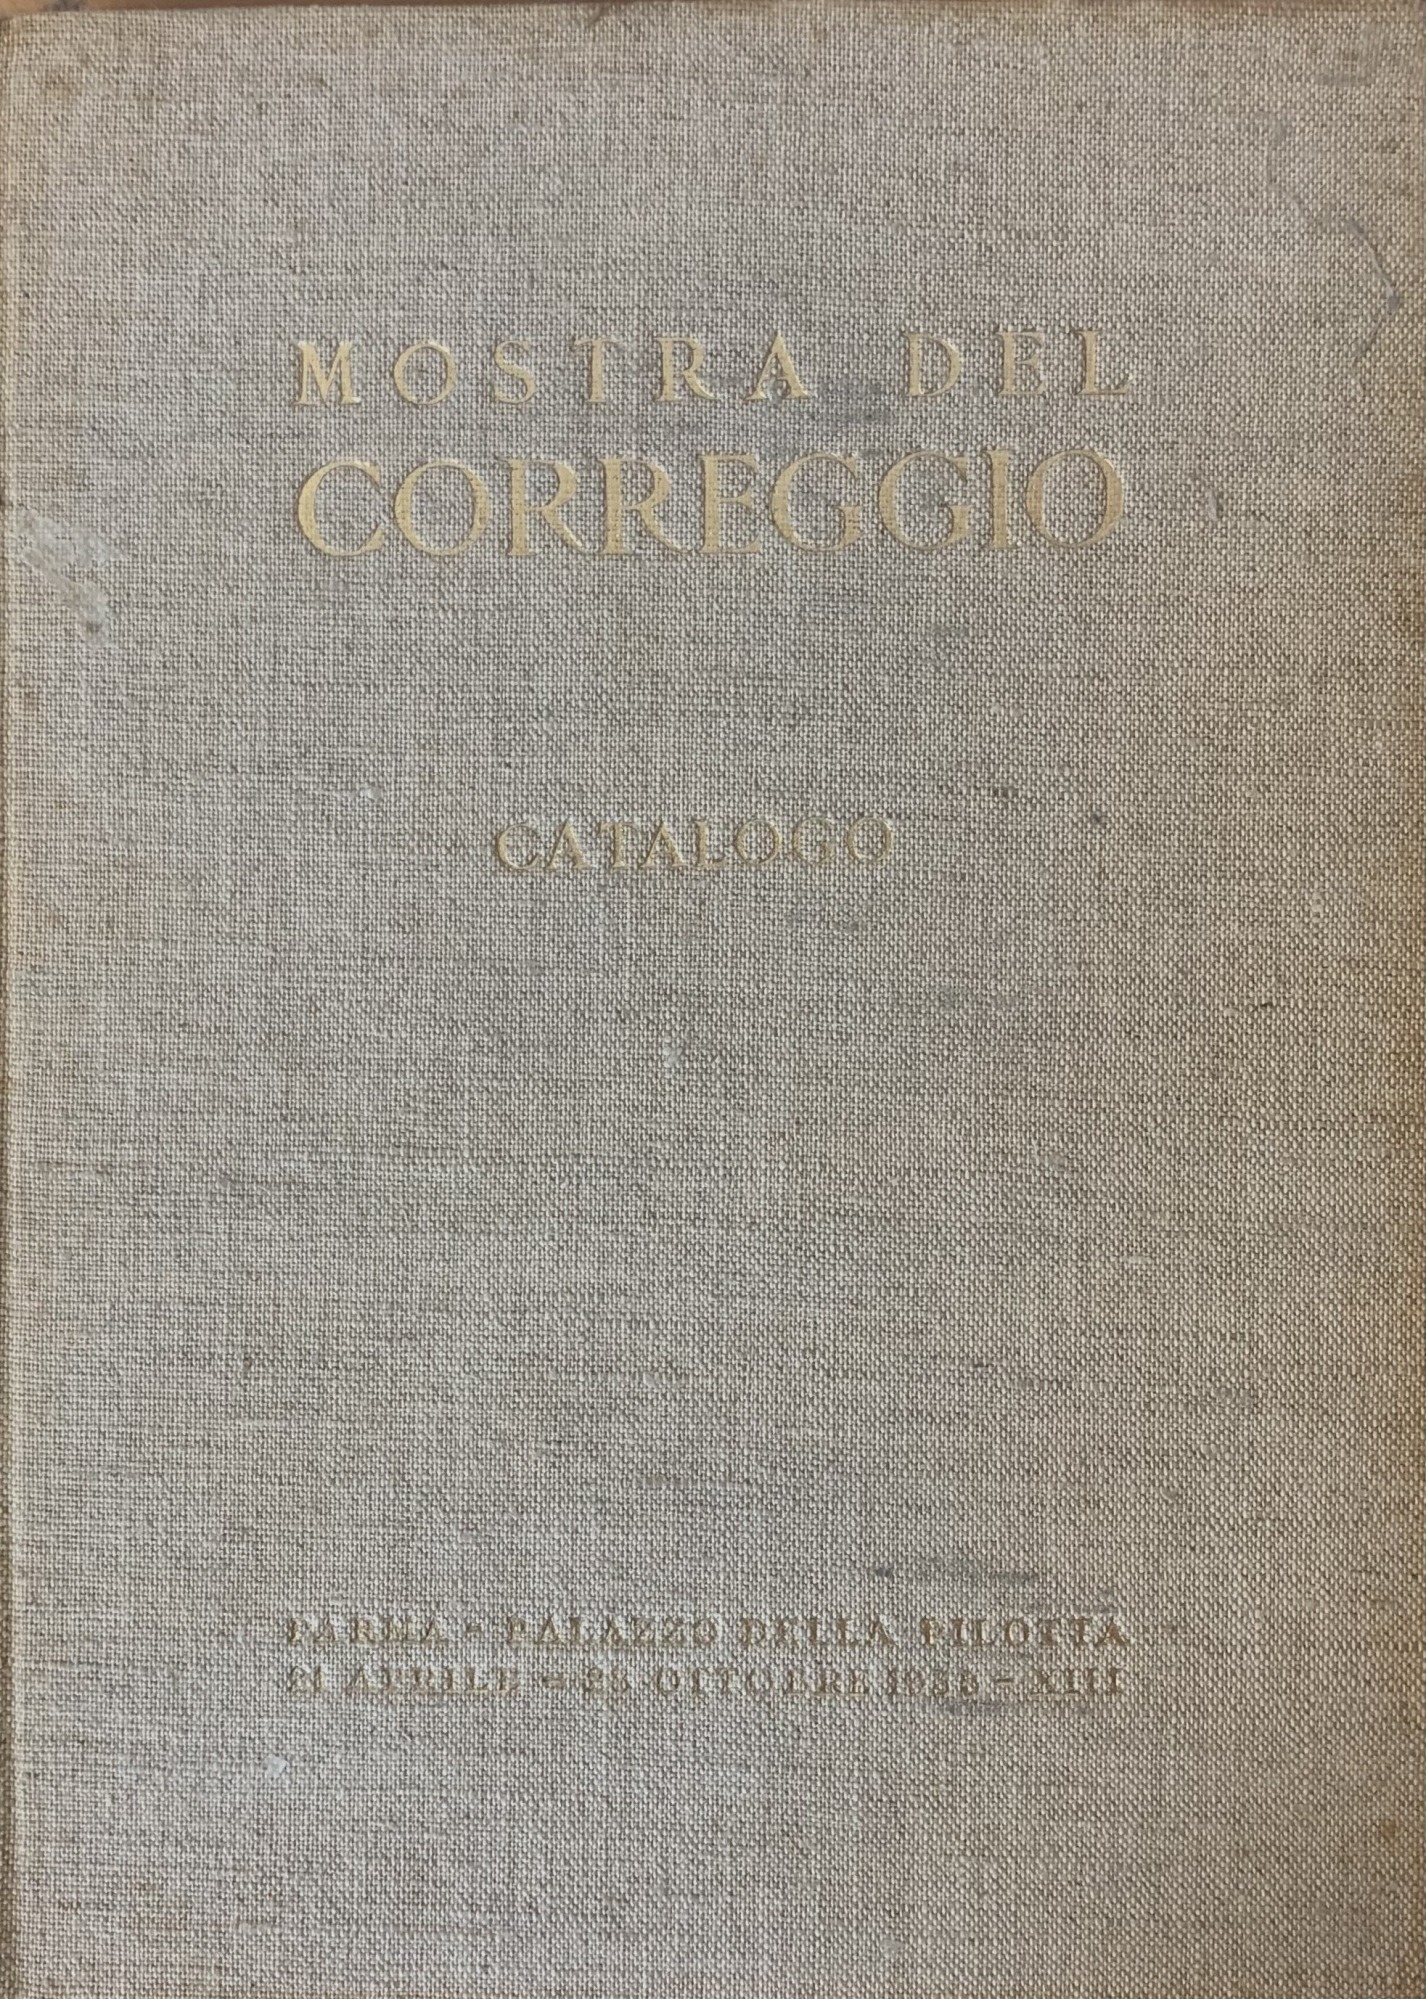 MOSTRA DEL
CORREGGIO
CATALOGO
PARMA - PALAZZO DELLA PILOTTA
21 APRILE - 28 OTTOBRE 1935 - XIII